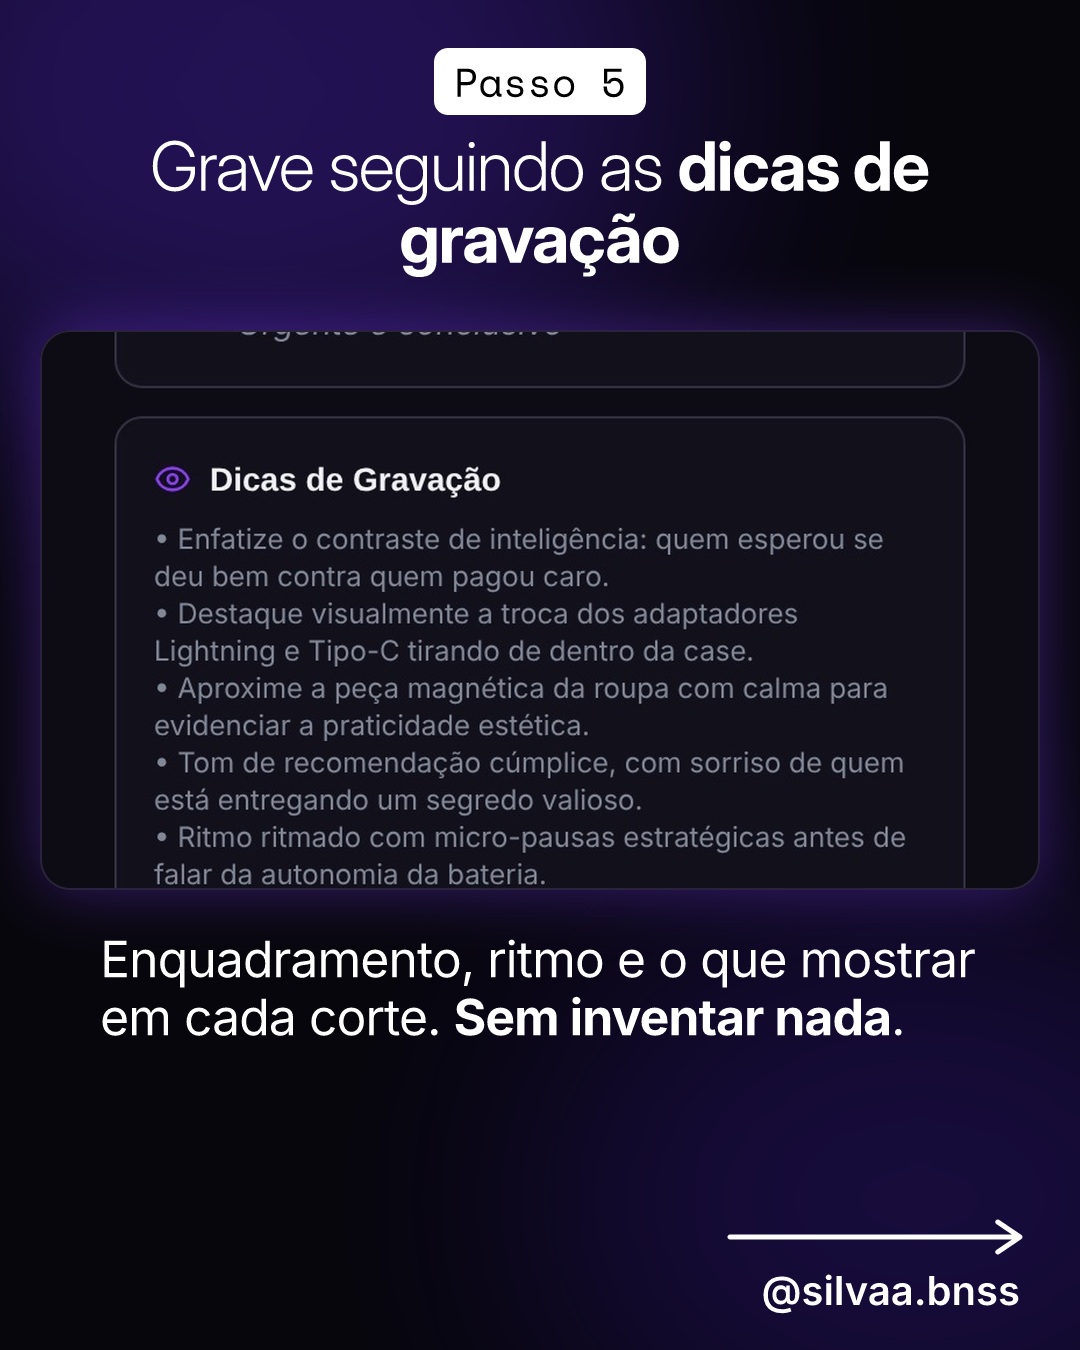 Passo 5
Grave seguindo as dicas de
gravação
Urgente e conclusivo
Dicas de Gravação
• Enfatize o contraste de inteligência: quem esperou se
deu bem contra quem pagou caro.
• Destaque visualmente a troca dos adaptadores
Lightning e Tipo-C tirando de dentro da case.
• Aproxime a peça magnética da roupa com calma para
evidenciar a praticidade estética.
• Tom de recomendação cúmplice, com sorriso de quem
está entregando um segredo valioso.
• Ritmo ritmado com micro-pausas estratégicas antes de
falar da autonomia da bateria.
Enquadramento, ritmo e o que mostrar
em cada corte. Sem inventar nada.
@silvaa.bnss